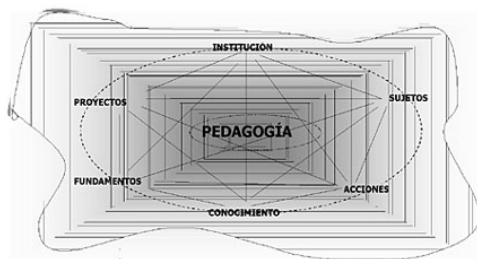 INSTITUCIÓN
PROYECTOS
SUJETOS
PEDAGOGÍA
FUNDAMENTOS
ACCIONES
CONOCIMIENTO